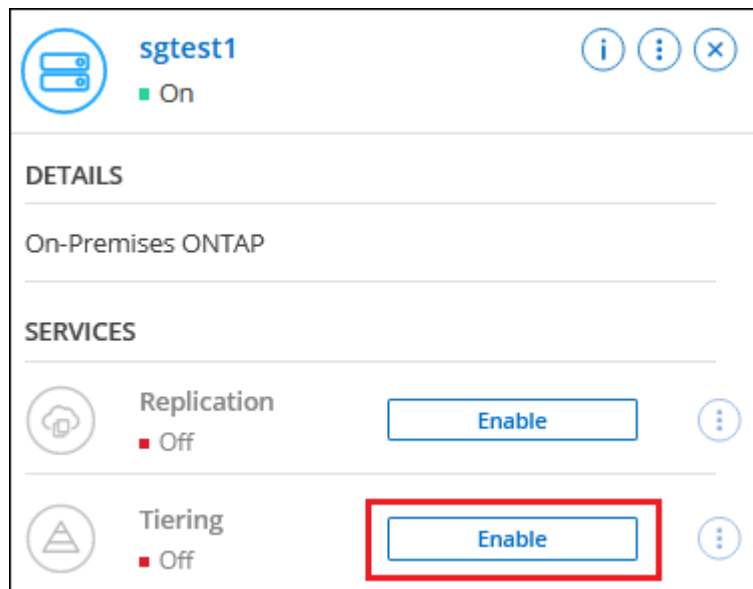 sgtest1
On
DETAILS
On-Premises ONTAP
SERVICES
Replication
Off
Enable
Tiering
Off
Enable